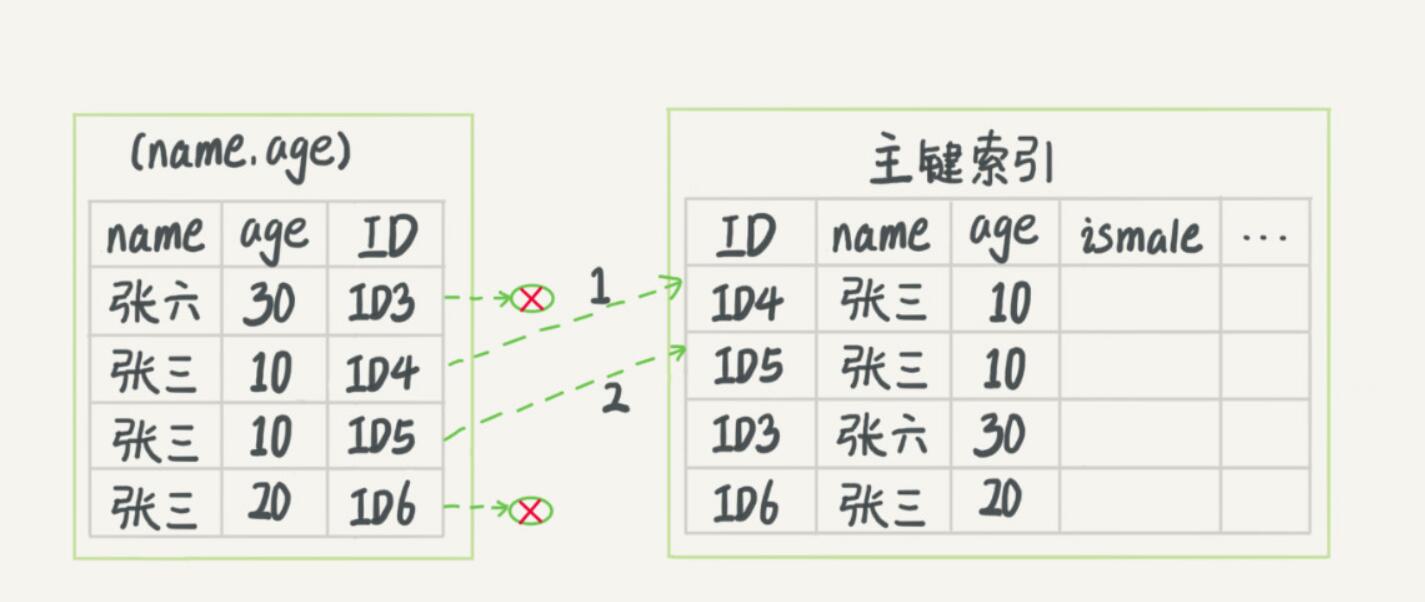 (name.age)
name age ID
张六 30 ID3
张三 10 ID4
张三 10 ID5
张三 20 ID6
1
2
主键索引
ID name age ismale ...
ID4 张三 10
ID5 张三 10
ID3 张六 30
ID6 张三 20